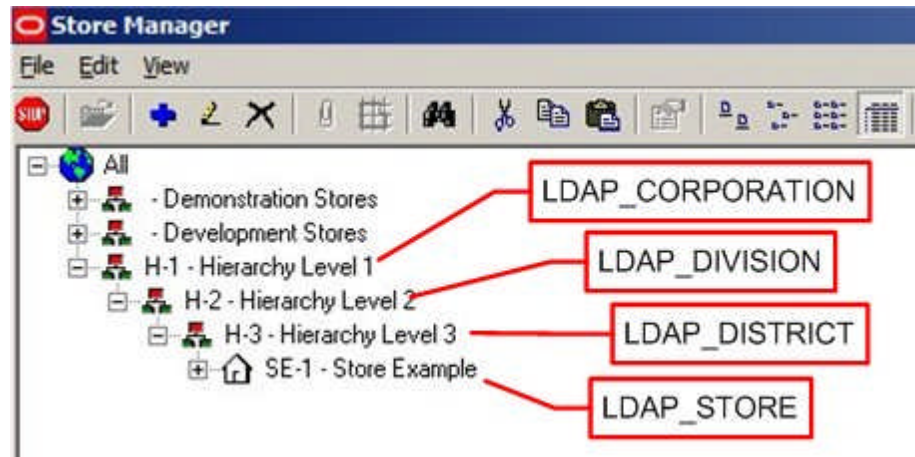 Store Manager
File Edit View
STOP
All
- Demonstration Stores
- Development Stores
H-1 - Hierarchy Level 1
H-2 - Hierarchy Level 2
H-3 - Hierarchy Level 3
SE-1 - Store Example
LDAP_CORPORATION
LDAP_DIVISION
LDAP_DISTRICT
LDAP_STORE